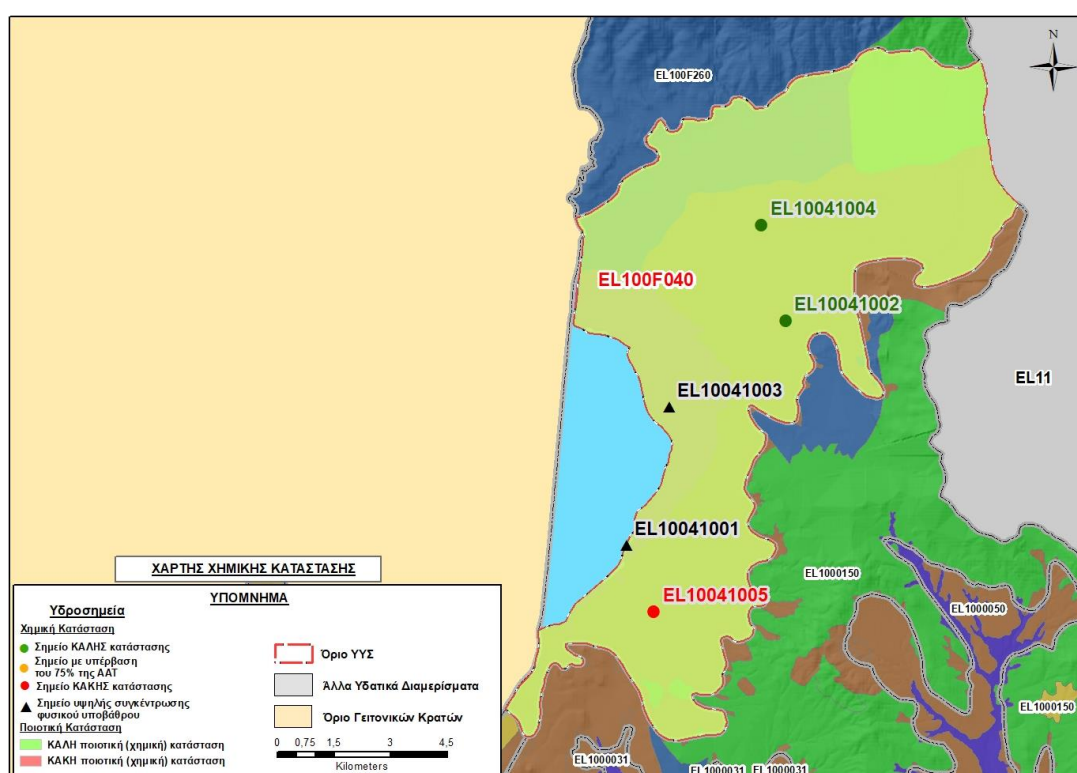 N
EL100F260
EL10041004
EL100F040
EL10041002
EL11
EL10041003
EL10041001
EL1000150
EL10041005
EL1000050
EL1000150
EL1000031
EL1000031
EL1000031
ΧΑΡΤΗΣ ΧΗΜΙΚΗΣ ΚΑΤΑΣΤΑΣΗΣ
ΥΠΟΜΝΗΜΑ
Υδροσημεία
Χημική Κατάσταση
Σημείο ΚΑΛΗΣ κατάστασης
Σημείο με υπέρβαση
του 75% της ΑΑΤ
Σημείο ΚΑΚΗΣ κατάστασης
Σημείο υψηλής συγκέντρωσης
φυσικού υποβάθρου
Ποιοτική Κατάσταση
ΚΑΛΗ ποιοτική (χημική) κατάσταση
ΚΑΚΗ ποιοτική (χημική) κατάσταση
Όριο ΥΥΣ
Άλλα Υδατικά Διαμερίσματα
Όριο Γειτονικών Κρατών
0 0,75 1,5 3 4,5
Kilometers